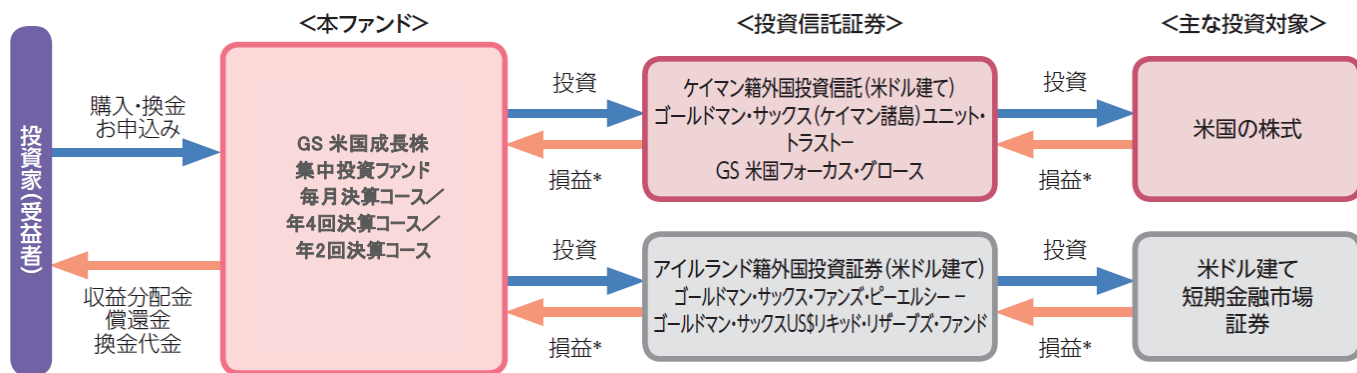 <本ファンド>
<投資信託証券>
<主な投資対象>
投資家(受益者)
購入・換金
お申込み
収益分配金
償還金
換金代金
GS 米国成長株
集中投資ファンド
毎月決算コース／
年4回決算コース／
年2回決算コース
投資
損益*
ケイマン籍外国投資信託(米ドル建て)
ゴールドマン・サックス(ケイマン諸島)ユニット・
トラストー
GS 米国フォーカス・グロース
投資
損益*
米国の株式
投資
損益*
アイルランド籍外国投資証券(米ドル建て)
ゴールドマン・サックス・ファンズ・ピーエルシー －
ゴールドマン・サックスUS$リキッド・リザーブズ・ファンド
投資
損益*
米ドル建て
短期金融市場
証券